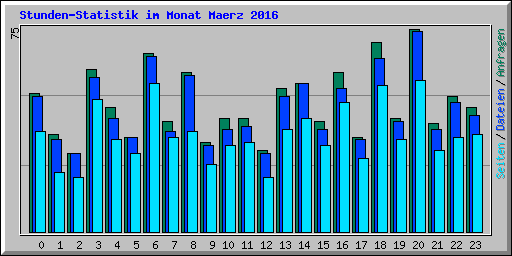 Stunden-Statistik im Monat Maerz 2016
75
Seiten / Dateien / Anfragen
0 1 2 3 4 5 6 7 8 9 10 11 12 13 14 15 16 17 18 19 20 21 22 23